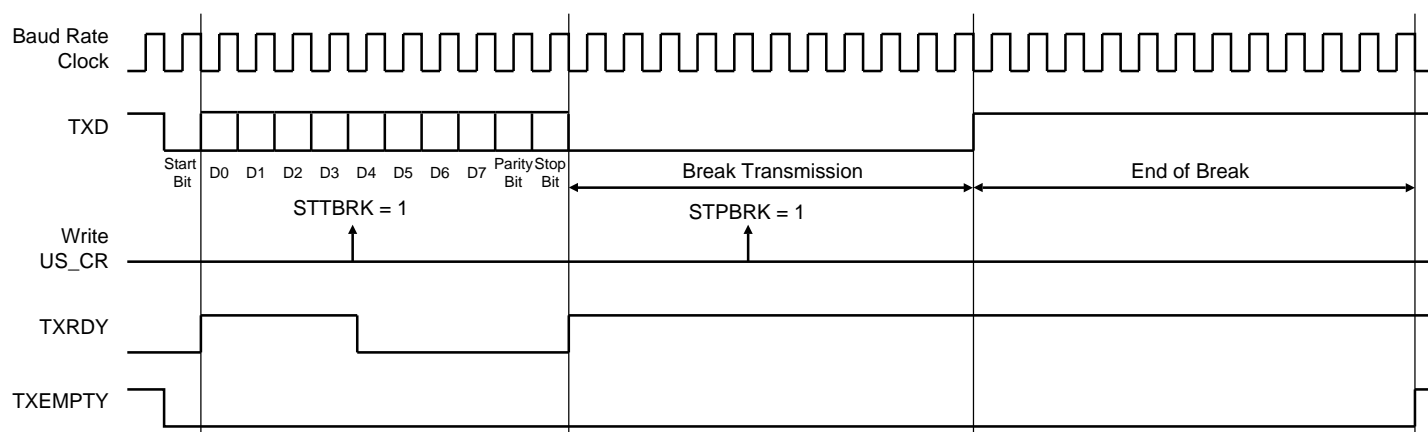 Baud Rate
Clock
TXD
Start
Bit
D0 D1 D2 D3 D4 D5 D6 D7
Parity
Bit
Stop
Bit
Break Transmission
End of Break
STTBRK = 1
STPBRK = 1
Write
US_CR
TXRDY
TXEMPTY